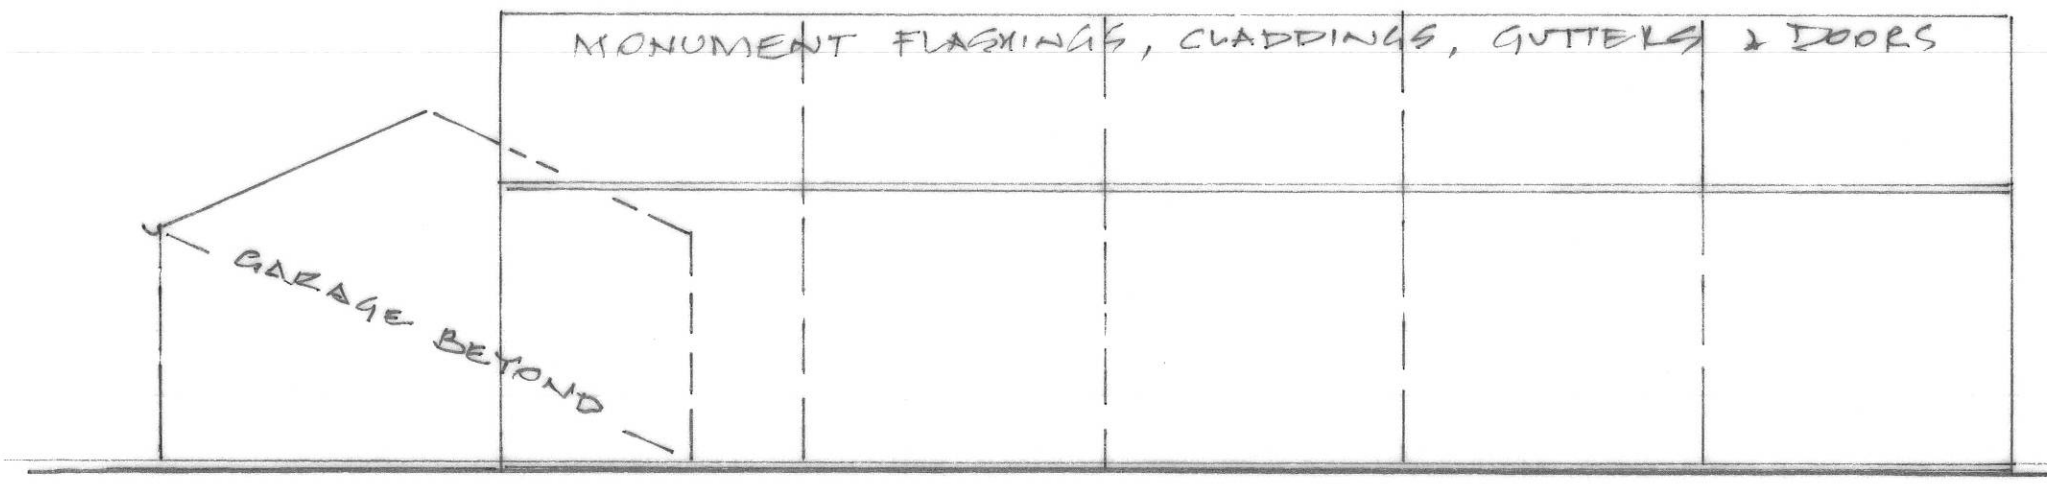 MONUMENT FLASHINGS, CLADDINGS, GUTTERS & DOORS
GARAGE BEYOND